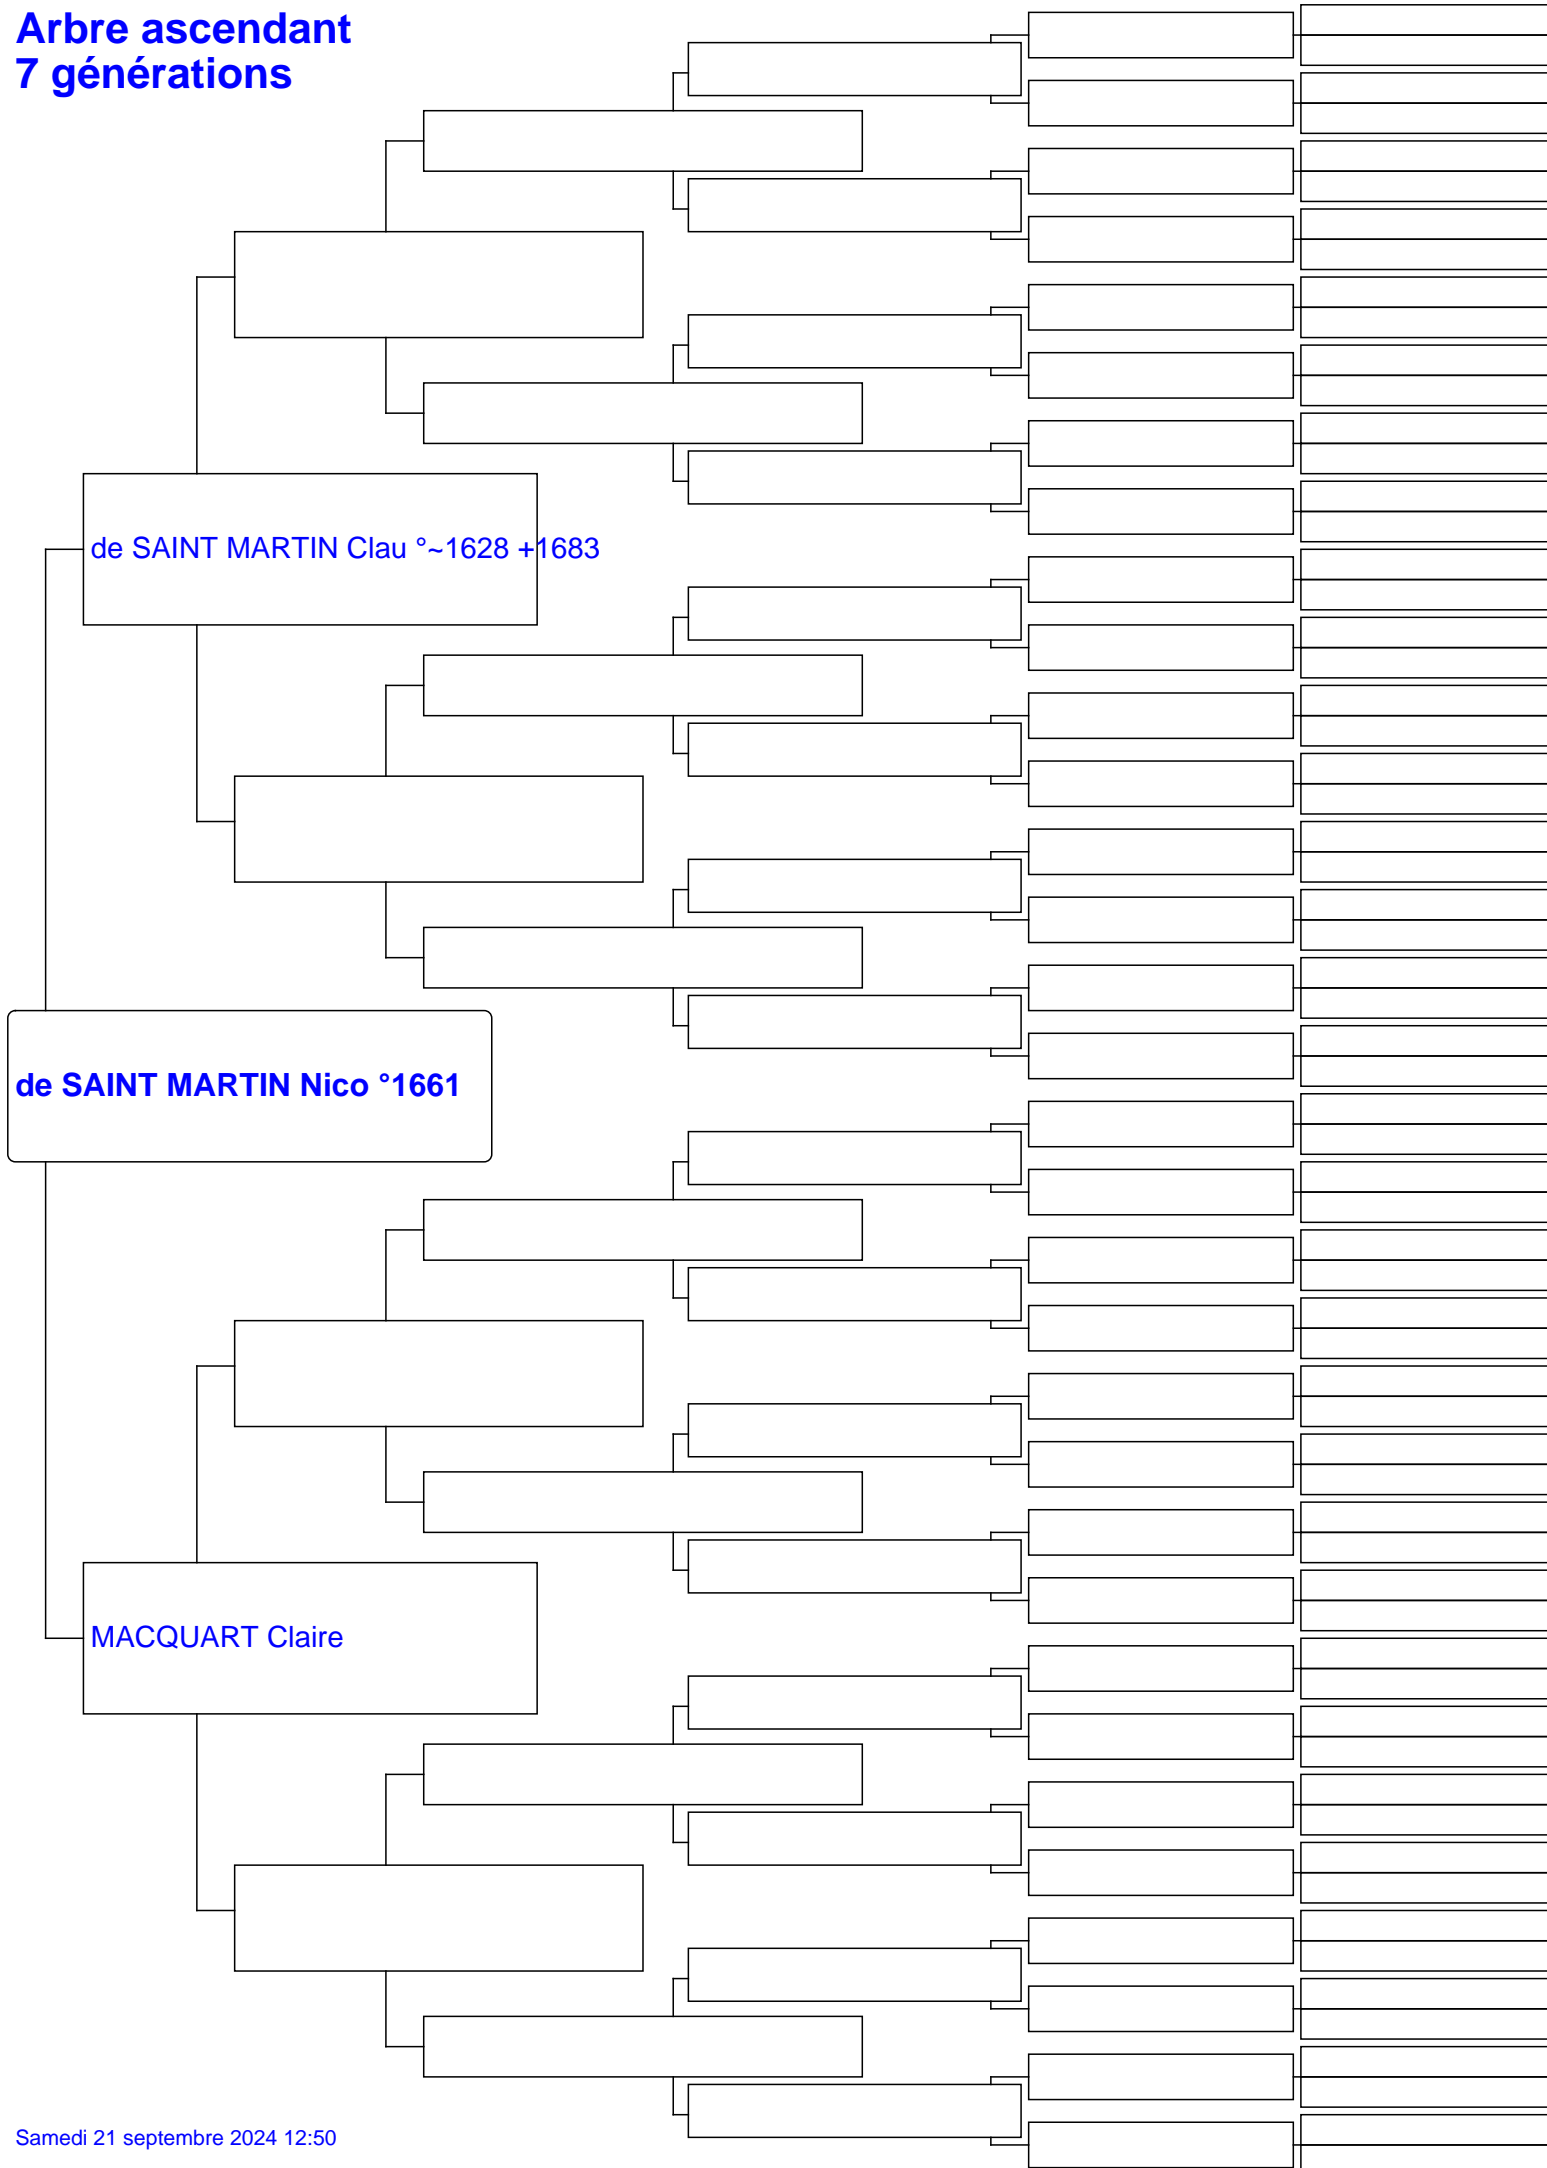 Arbre ascendant
7 générations
de SAINT MARTIN Clau °~1628 +1683
de SAINT MARTIN Nico °1661
MACQUART Claire
Samedi 21 septembre 2024 12:50